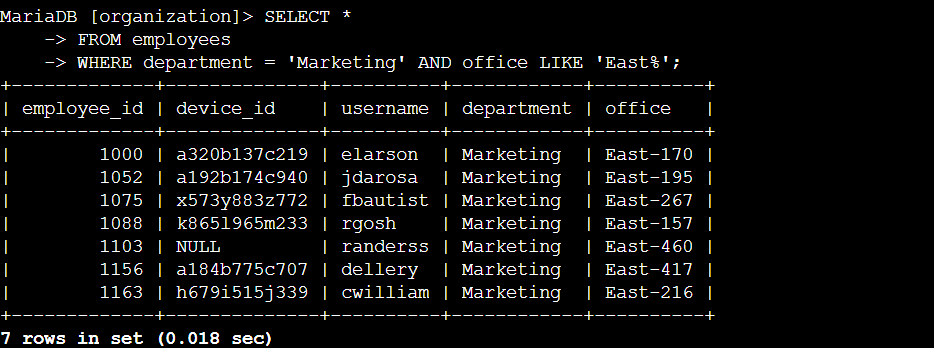 MariaDB [organization]> SELECT *
    -> FROM employees
    -> WHERE department = 'Marketing' AND office LIKE 'East%';
+-------------+--------------+----------+------------+----------+
| employee_id | device_id    | username | department | office   |
+-------------+--------------+----------+------------+----------+
|        1000 | a320b137c219 | elarson  | Marketing  | East-170 |
|        1052 | a192b174c940 | jdarosa  | Marketing  | East-195 |
|        1075 | x573y883z772 | fbautist | Marketing  | East-267 |
|        1088 | k865l965m233 | rgosh    | Marketing  | East-157 |
|        1103 | NULL         | randerss | Marketing  | East-460 |
|        1156 | a184b775c707 | dellery  | Marketing  | East-417 |
|        1163 | h679i515j339 | cwilliam | Marketing  | East-216 |
+-------------+--------------+----------+------------+----------+
7 rows in set (0.018 sec)